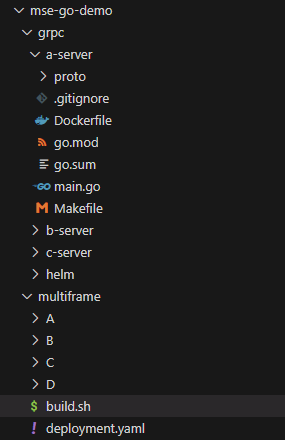 mse-go-demo
grpc
a-server
proto
.gitignore
Dockerfile
go.mod
go.sum
main.go
Makefile
b-server
c-server
helm
multiframe
A
B
C
D
build.sh
deployment.yaml